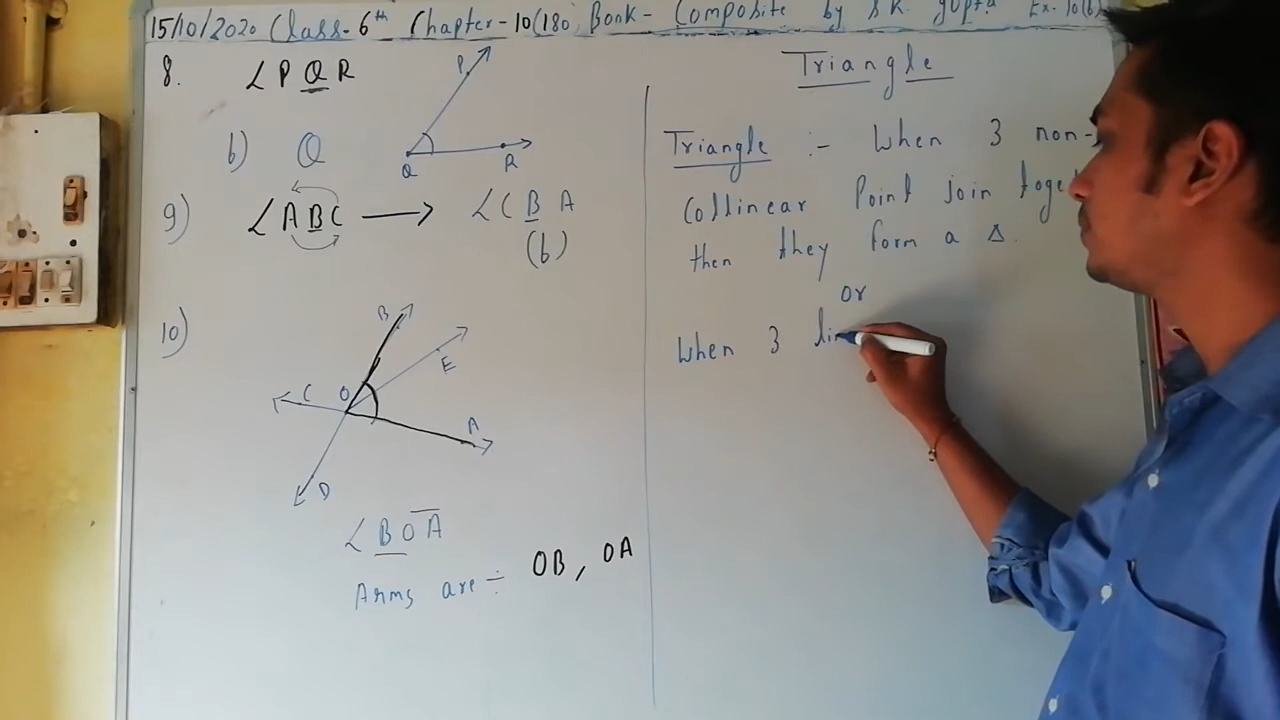 15/10/2020 Class-6th Chapter-10(180) Book- Composite by S.K. gupta Ex. 10(b)
8. ∠PQR
P
Q R
b) Q
9) ∠ABC → ∠CBA
(b)
10)
B
E
C O
A
D
∠BOA
Arms are ÷ OB, OA
Triangle
Triangle :- When 3 non-
Collinear Point join toge
then they form a Δ.
or
When 3 lin